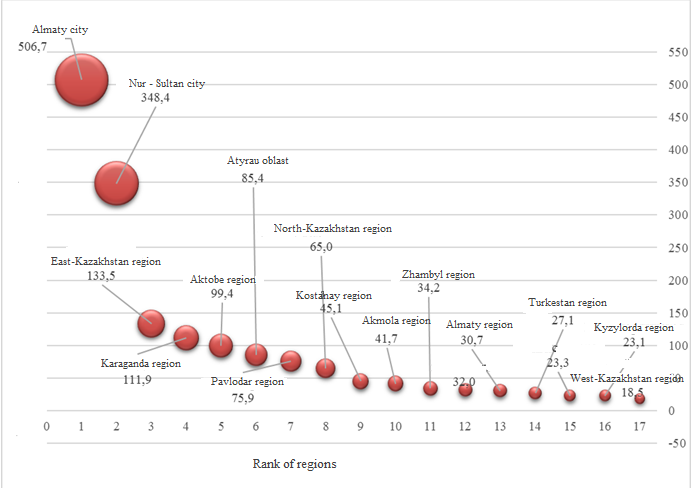 Almaty city
506,7
Nur - Sultan city
348,4
East-Kazakhstan region
133,5
Karaganda region
111,9
Aktobe region
99,4
Atyrau oblast
85,4
Pavlodar region
75,9
North-Kazakhstan region
65,0
Kostanay region
45,1
Akmola region
41,7
Zhambyl region
34,2
32,0
Almaty region
30,7
Turkestan region
27,1
23,3
Kyzylorda region
23,1
West-Kazakhstan region
18,5
550
500
450
400
350
300
250
200
150
100
0
-50
0 1 2 3 4 5 6 7 8 9 10 11 12 13 14 15 16 17
Rank of regions